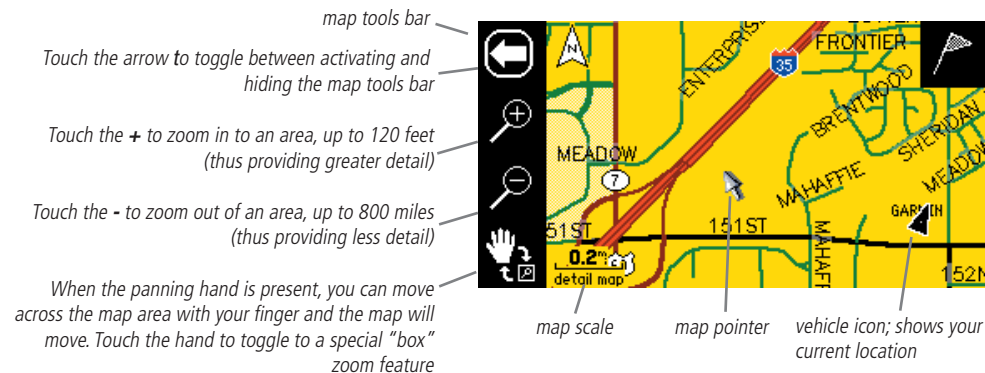 map tools bar
Touch the arrow to toggle between activating and
hiding the map tools bar
Touch the + to zoom in to an area, up to 120 feet
(thus providing greater detail)
Touch the - to zoom out of an area, up to 800 miles
(thus providing less detail)
When the panning hand is present, you can move
across the map area with your finger and the map will
move. Touch the hand to toggle to a special "box"
zoom feature
N
ENTERPRIS
35
FRONTIER
BRENTWOOD
SHERIDAN
MEADOW
MEADOW
7
MAHAFFIE
GARMIN
51ST
151ST
MAHAFF
152N
0.2
detail map
map scale
map pointer
vehicle icon; shows your
current location